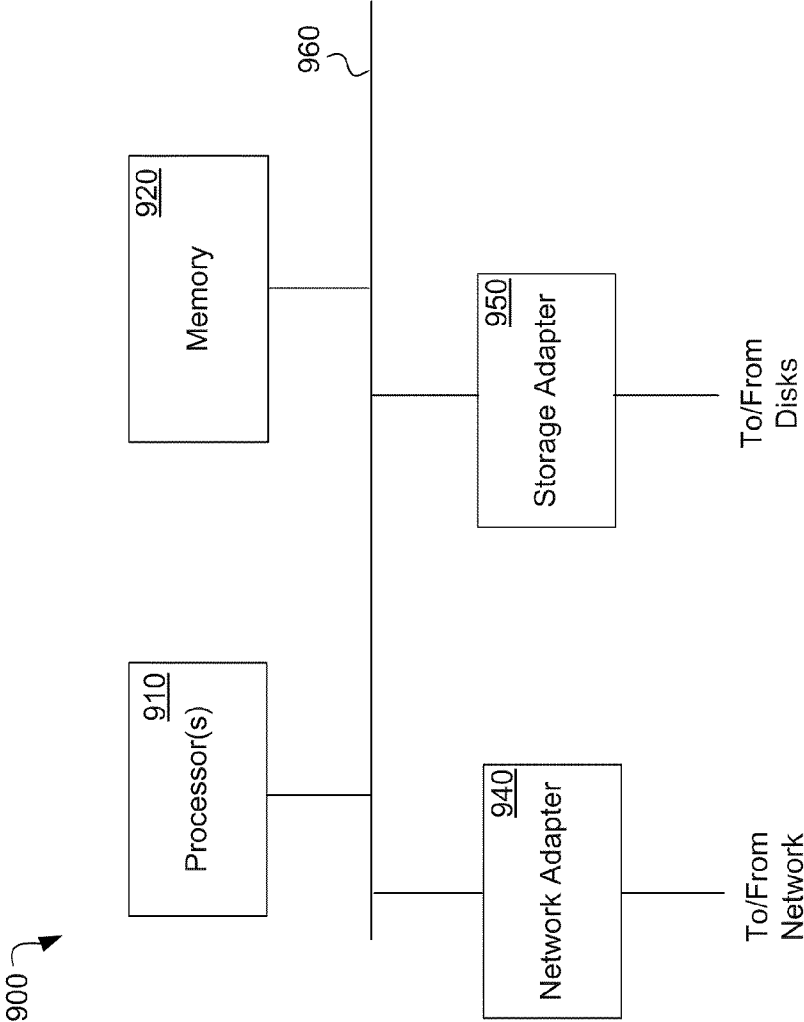 900
910
Processor(s)
920
Memory
960
940
Network Adapter
950
Storage Adapter
To/From
Network
To/From
Disks